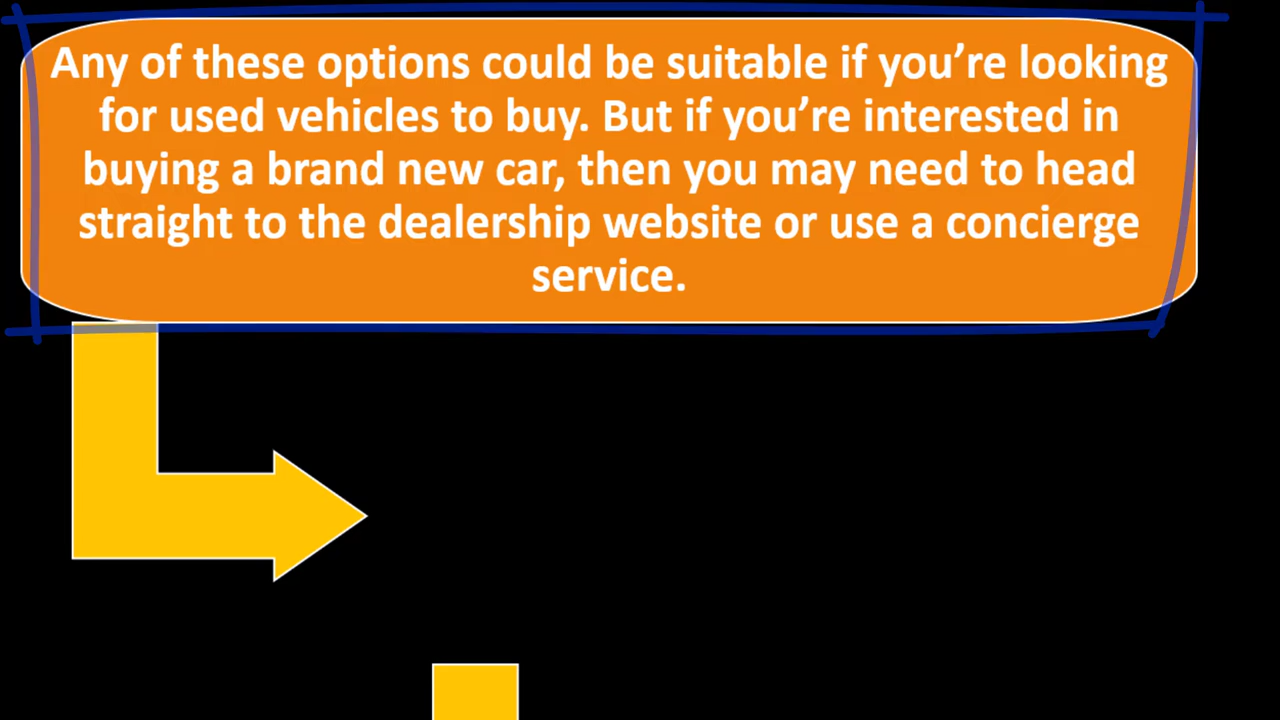 Any of these options could be suitable if you’re looking
for used vehicles to buy. But if you’re interested in
buying a brand new car, then you may need to head
straight to the dealership website or use a concierge
service.